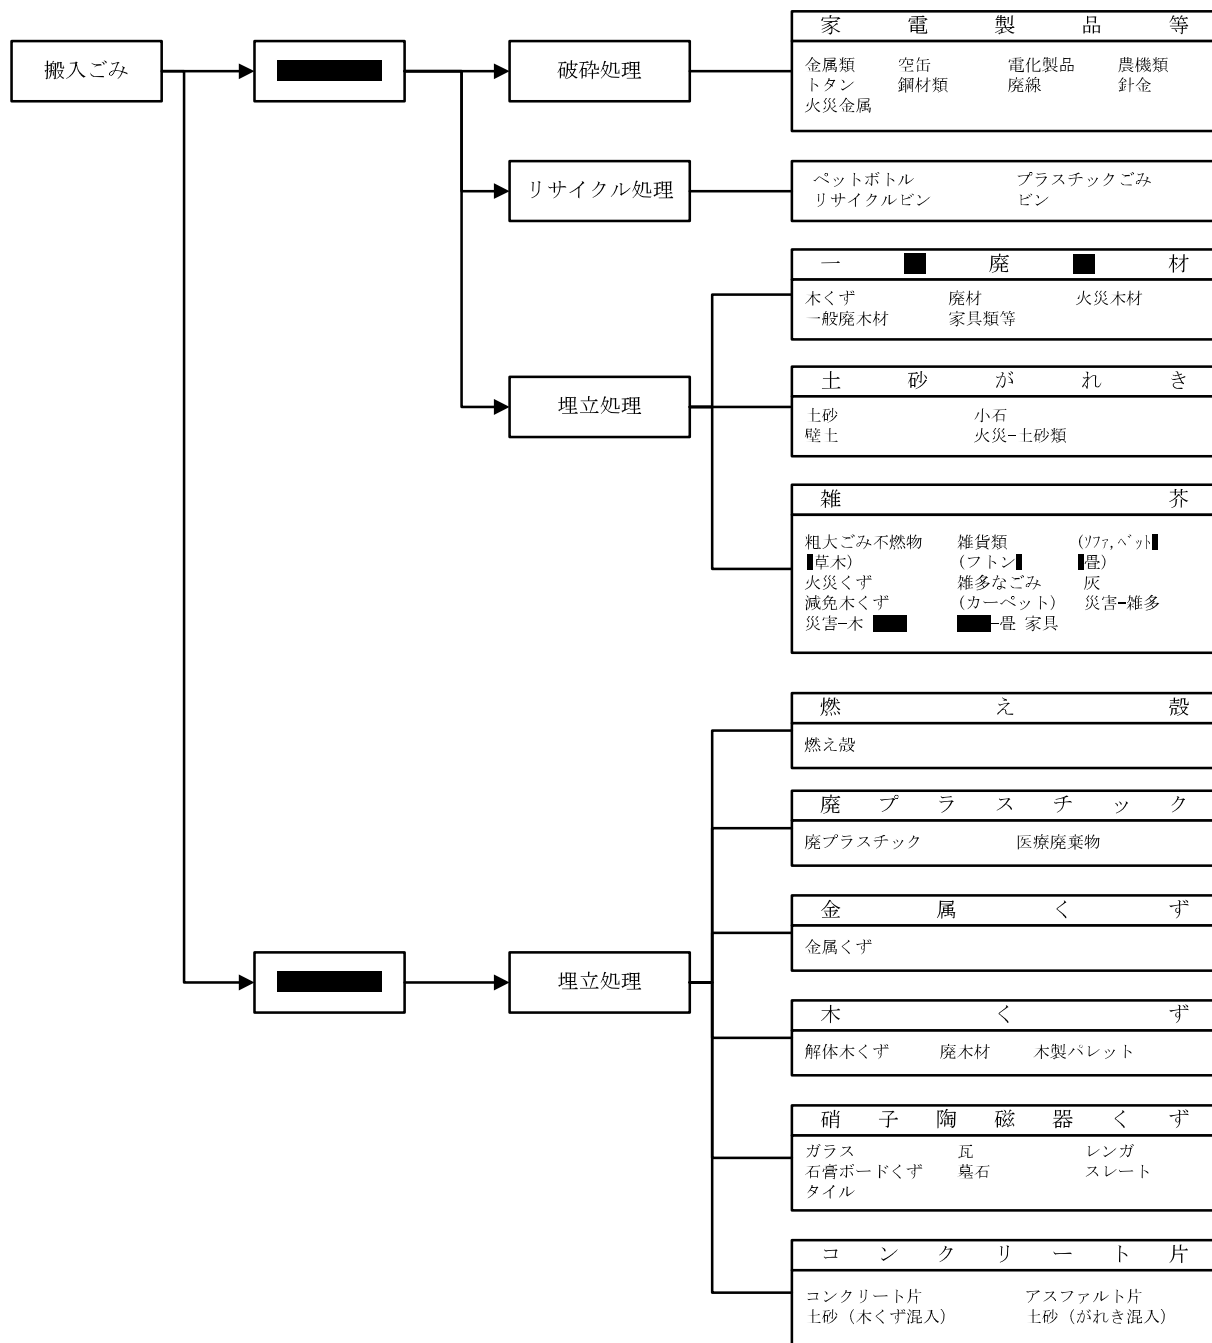 搬入ごみ
破砕処理
家電製品等
金属類 空缶 電化製品 農機類
トタン 鋼材類 廃線 針金
火災金属
リサイクル処理
ペットボトル プラスチックごみ
リサイクルビン ビン
埋立処理
一 廃 材
木くず 廃材 火災木材
一般廃木材 家具類等
土砂がれき
土砂 小石
壁土 火災−土砂類
雑芥
粗大ごみ不燃物 雑貨類 (ソファ,ベット
草木) (フトン 畳)
火災くず 雑多なごみ 灰
減免木くず (カーペット) 災害−雑多
災害−木 −畳 家具
埋立処理
燃え殻
燃え殻
廃プラスチック
廃プラスチック 医療廃棄物
金属くず
金属くず
木くず
解体木くず 廃木材 木製パレット
硝子陶磁器くず
ガラス 瓦 レンガ
石膏ボードくず 墓石 スレート
タイル
コンクリート片
コンクリート片 アスファルト片
土砂（木くず混入） 土砂（がれき混入）